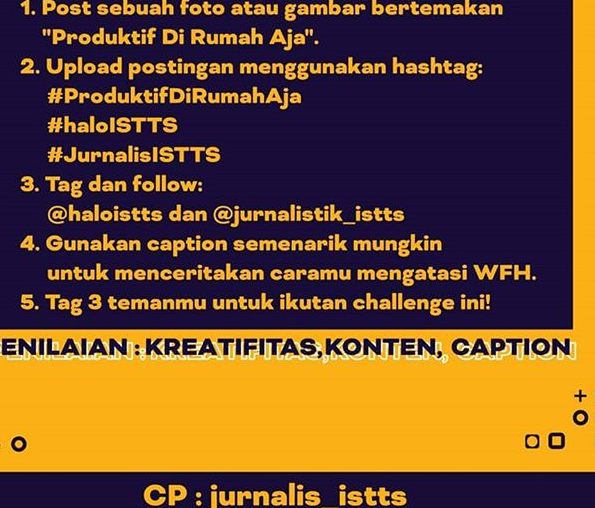 1. Post sebuah foto atau gambar bertemakan
"Produktif Di Rumah Aja".
2. Upload postingan menggunakan hashtag:
#ProduktifDiRumahAja
#haloISTTS
#JurnalisISTTS
3. Tag dan follow:
@haloistts dan @jurnalistik_istts
4. Gunakan caption semenarik mungkin
untuk menceritakan caramu mengatasi WFH.
5. Tag 3 temanmu untuk ikutan challenge ini!
ENILAIAN : KREATIFITAS,KONTEN, CAPTION
CP : jurnalis_istts